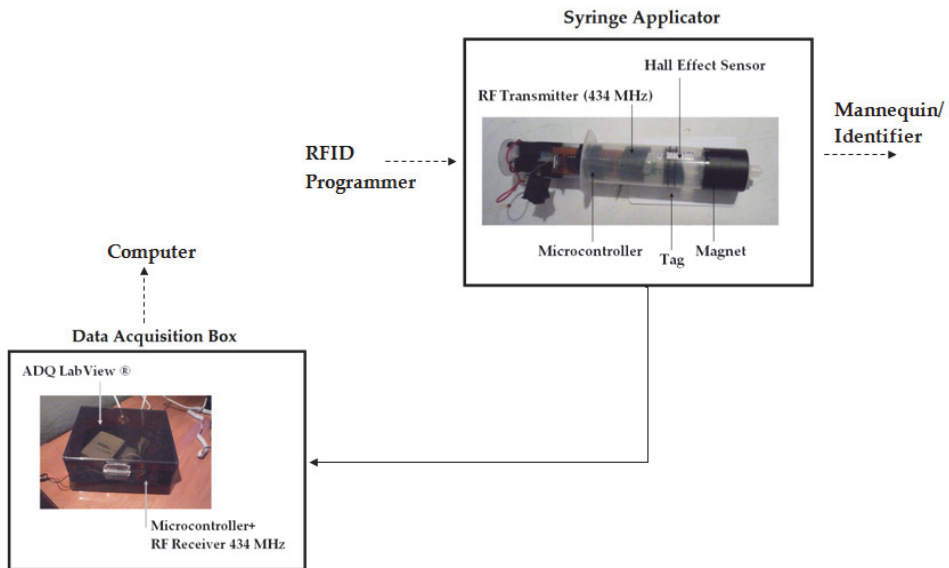 Syringe Applicator
Hall Effect Sensor
RF Transmitter (434 MHz)
Mannequin/
Identifier
RFID
Programmer
Microcontroller
Tag
Magnet
Computer
Data Acquisition Box
ADQ LabView ®
Microcontroller+
RF Receiver 434 MHz